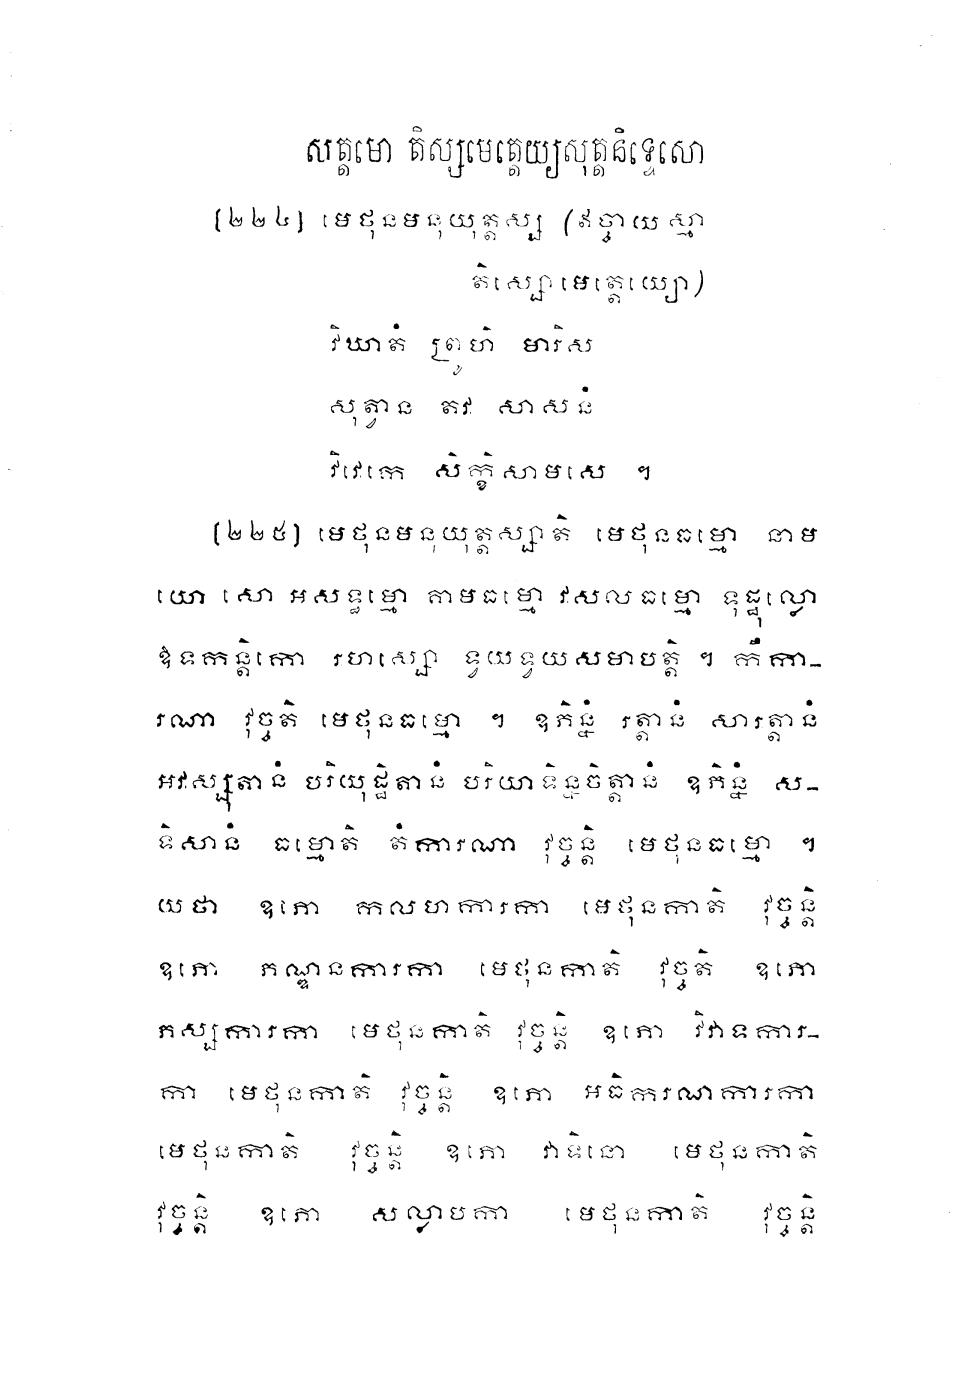 សត្តមោ តិស្សមេត្តេយ្យសុត្តនិទ្ទេសោ
(២២៤) មេថុនមនុយុត្តស្ស (ឥច្ចាយស្មា
តិស្សោ មេត្តេយ្យោ)
វិឃាតំ ព្រូហិ មារិស
សុត្វាន តវ សាសនំ
វិវេកេ សិក្ខិសាមសេ ។
(២២៥) មេថុនមនុយុត្តស្សាតិ មេថុនធម្មោ នាម
យោ សោ អសទ្ធម្មោ គាមធម្មោ វសលធម្មោ ទុដ្ឋុល្លោ
ឱទកន្តិកោ រហស្សោ ទ្វយទ្វយសមាបត្តិ ។ កឹកា-
រណា វុច្ចតិ មេថុនធម្មោ ។ ឧភិន្នំ រត្តានំ សារត្តានំ
អវស្សុតានំ បរិយុដ្ឋិតានំ បរិយាទិន្នចិត្តានំ ឧភិន្នំ ស-
ទិសានំ ធម្មោតិ តំការណា វុច្ចន្តិ មេថុនធម្មោ ។
យថា ឧភោ កលហការកា មេថុនកាតិ វុច្ចន្តិ
ឧភោ ភណ្ឌនការកា មេថុនកាតិ វុច្ចតិ ឧភោ
ភស្សការកា មេថុនកាតិ វុច្ចន្តិ ឧភោ វិវាទការ-
កា មេថុនកាតិ វុច្ចន្តិ ឧភោ អធិករណការកា
មេថុនកាតិ វុច្ចន្តិ ឧភោ វាទិនោ មេថុនកាតិ
វុច្ចន្តិ ឧភោ សល្លាបកា មេថុនកាតិ វុច្ចន្តិ